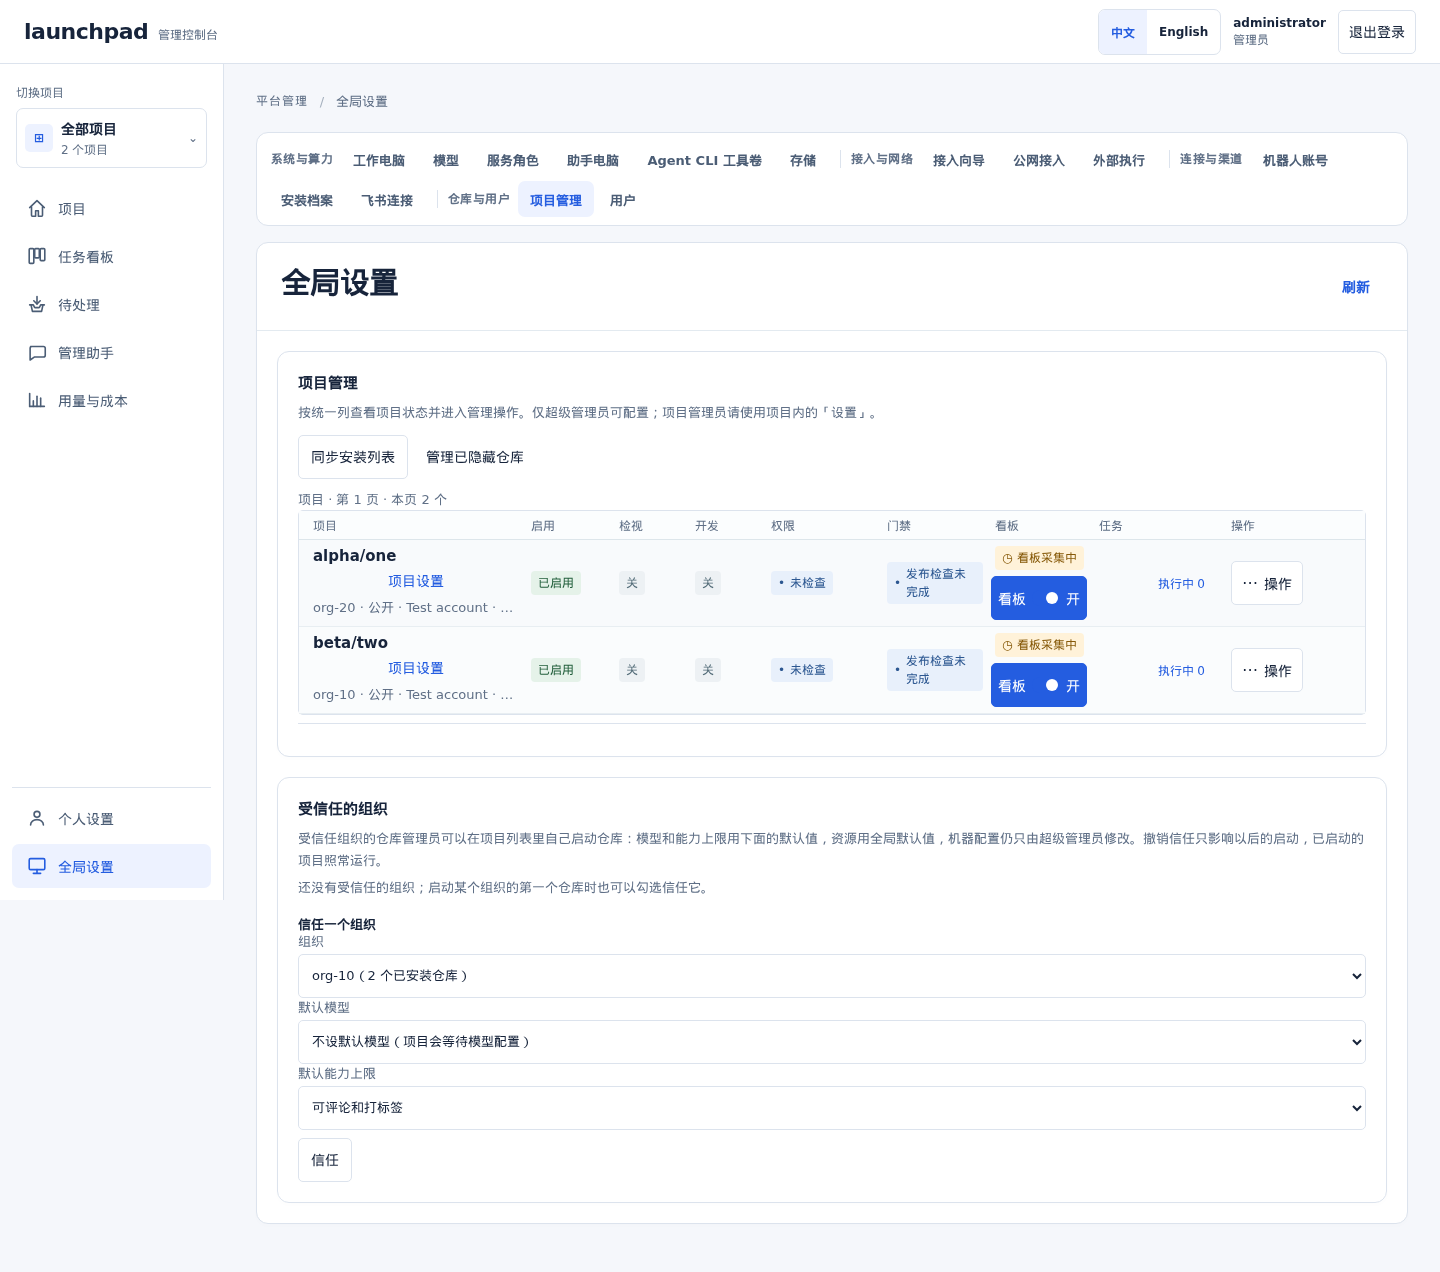 launchpad 管理控制台
中文 English administrator 管理员 退出登录
切换项目
全部项目
2 个项目
项目
任务看板
待处理
管理助手
用量与成本
个人设置
全局设置
平台管理 / 全局设置
系统与算力 工作电脑 模型 服务角色 助手电脑 Agent CLI 工具卷 存储 接入与网络 接入向导 公网接入 外部执行 连接与渠道 机器人账号
安装档案 飞书连接 仓库与用户 项目管理 用户
全局设置 刷新
项目管理
按统一列查看项目状态并进入管理操作。仅超级管理员可配置；项目管理员请使用项目内的「设置」。
同步安装列表 管理已隐藏仓库
项目 · 第 1 页 · 本页 2 个
项目 启用 检视 开发 权限 门禁 看板 任务 操作
alpha/one
项目设置
org-20 · 公开 · Test account · ...
已启用 关 关 • 未检查 • 发布检查未完成 ◷ 看板采集中 看板 开 执行中 0 ··· 操作
beta/two
项目设置
org-10 · 公开 · Test account · ...
已启用 关 关 • 未检查 • 发布检查未完成 ◷ 看板采集中 看板 开 执行中 0 ··· 操作
受信任的组织
受信任组织的仓库管理员可以在项目列表里自己启动仓库：模型和能力上限用下面的默认值，资源用全局默认值，机器配置仍只由超级管理员修改。撤销信任只影响以后的启动，已启动的
项目照常运行。
还没有受信任的组织；启动某个组织的第一个仓库时也可以勾选信任它。
信任一个组织
组织
org-10（2 个已安装仓库）
默认模型
不设默认模型（项目会等待模型配置）
默认能力上限
可评论和打标签
信任